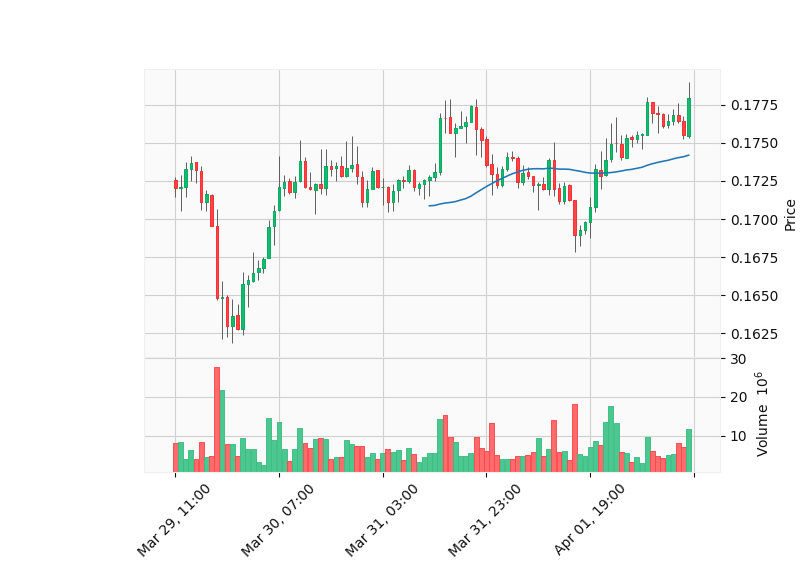 0.1775
0.1750
0.1725
0.1700
0.1675
0.1650
0.1625
Price
30
20
10
Volume 10⁶
Mar 29, 11:00
Mar 30, 07:00
Mar 31, 03:00
Mar 31, 23:00
Apr 01, 19:00